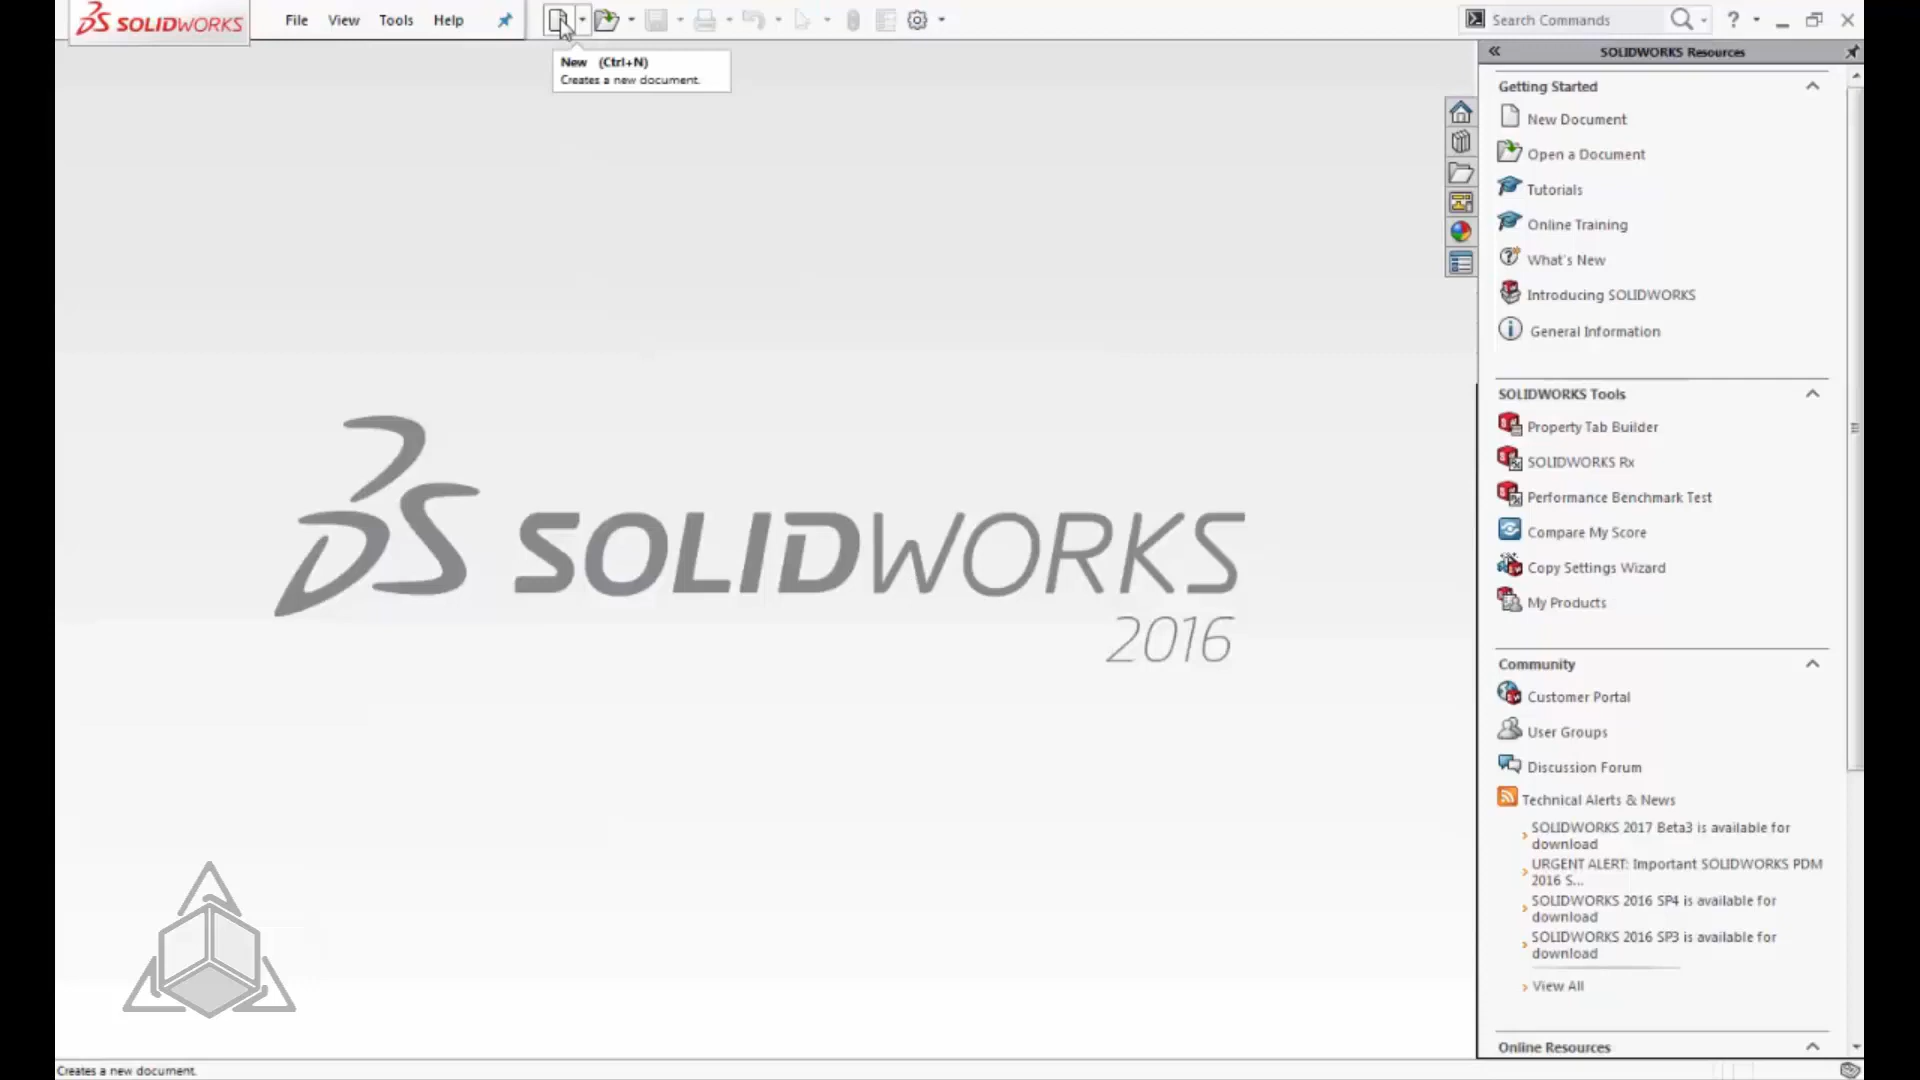 SOLIDWORKS
File View Tools Help
Search Commands
?
New (Ctrl+N)
Creates a new document.
SOLIDWORKS
2016
SOLIDWORKS Resources
Getting Started
New Document
Open a Document
Tutorials
Online Training
What's New
Introducing SOLIDWORKS
General Information
SOLIDWORKS Tools
Property Tab Builder
SOLIDWORKS Rx
Performance Benchmark Test
Compare My Score
Copy Settings Wizard
My Products
Community
Customer Portal
User Groups
Discussion Forum
Technical Alerts & News
SOLIDWORKS 2017 Beta3 is available for
download
URGENT ALERT: Important SOLIDWORKS PDM
2016 S...
SOLIDWORKS 2016 SP4 is available for
download
SOLIDWORKS 2016 SP3 is available for
download
View All
Online Resources
Creates a new document.